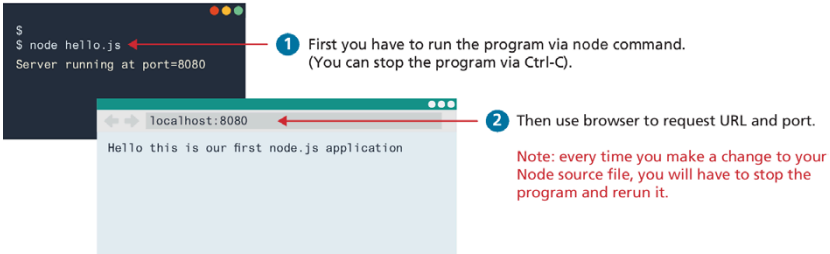 $
$ node hello.js
Server running at port=8080
1 First you have to run the program via node command.
(You can stop the program via Ctrl-C).
localhost:8080
Hello this is our first node.js application
2 Then use browser to request URL and port.
Note: every time you make a change to your
Node source file, you will have to stop the
program and rerun it.